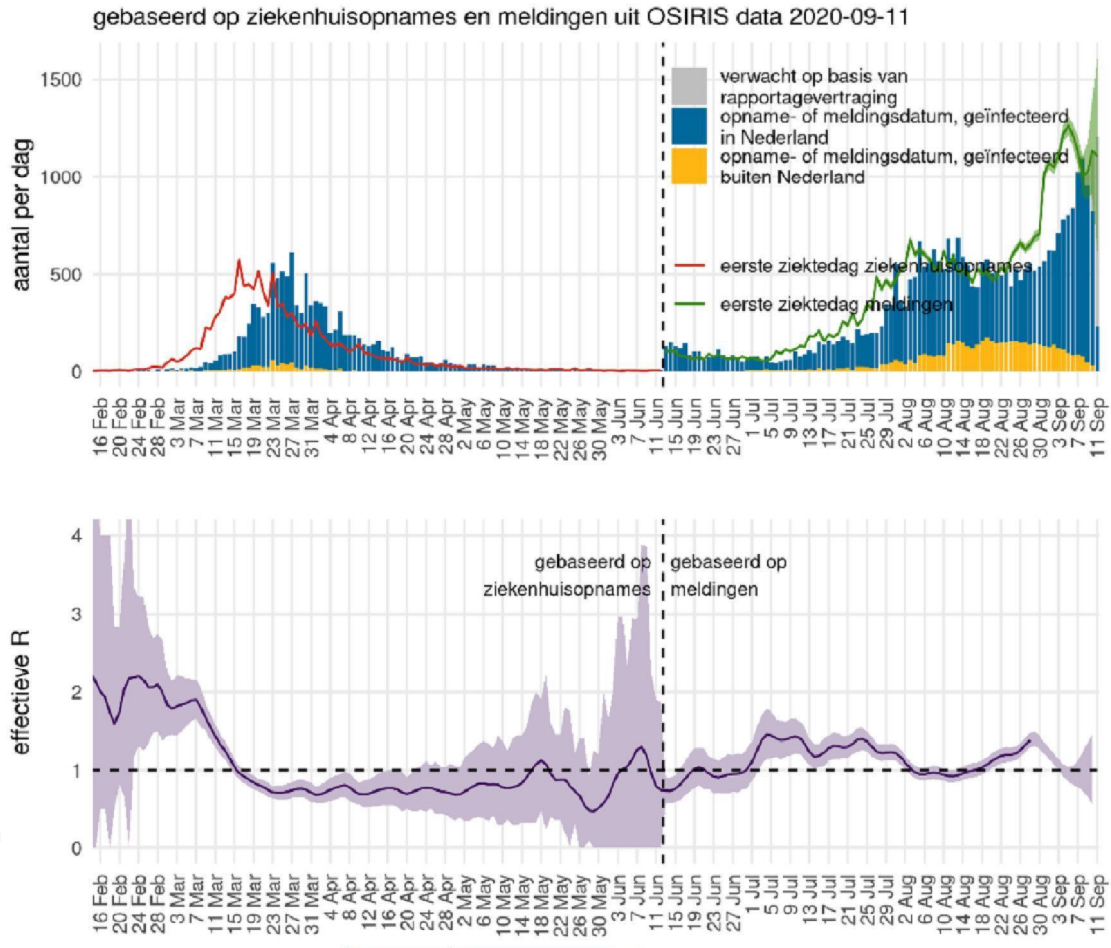 gebaseerd op ziekenhuisopnames en meldingen uit OSIRIS data 2020-09-11
aantal per dag
1500
1000
500
0
verwacht op basis van
rapportagevertraging
opname- of meldingsdatum, geïnfecteerd
in Nederland
opname- of meldingsdatum, geïnfecteerd
buiten Nederland
eerste ziektedag ziekenhuisopnames
eerste ziektedag meldingen
16 Feb
20 Feb
24 Feb
28 Feb
3 Mar
7 Mar
11 Mar
15 Mar
19 Mar
23 Mar
27 Mar
31 Mar
4 Apr
8 Apr
12 Apr
16 Apr
20 Apr
24 Apr
28 Apr
2 May
6 May
10 May
14 May
18 May
22 May
26 May
30 May
3 Jun
7 Jun
11 Jun
15 Jun
19 Jun
23 Jun
27 Jun
1 Jul
5 Jul
9 Jul
13 Jul
17 Jul
21 Jul
25 Jul
29 Jul
2 Aug
6 Aug
10 Aug
14 Aug
18 Aug
22 Aug
26 Aug
30 Aug
3 Sep
7 Sep
11 Sep
effectieve R
4
3
2
1
0
gebaseerd op
ziekenhuisopnames
gebaseerd op
meldingen
16 Feb
20 Feb
24 Feb
28 Feb
3 Mar
7 Mar
11 Mar
15 Mar
19 Mar
23 Mar
27 Mar
31 Mar
4 Apr
8 Apr
12 Apr
16 Apr
20 Apr
24 Apr
28 Apr
2 May
6 May
10 May
14 May
18 May
22 May
26 May
30 May
3 Jun
7 Jun
11 Jun
15 Jun
19 Jun
23 Jun
27 Jun
1 Jul
5 Jul
9 Jul
13 Jul
17 Jul
21 Jul
25 Jul
29 Jul
2 Aug
6 Aug
10 Aug
14 Aug
18 Aug
22 Aug
26 Aug
30 Aug
3 Sep
7 Sep
11 Sep